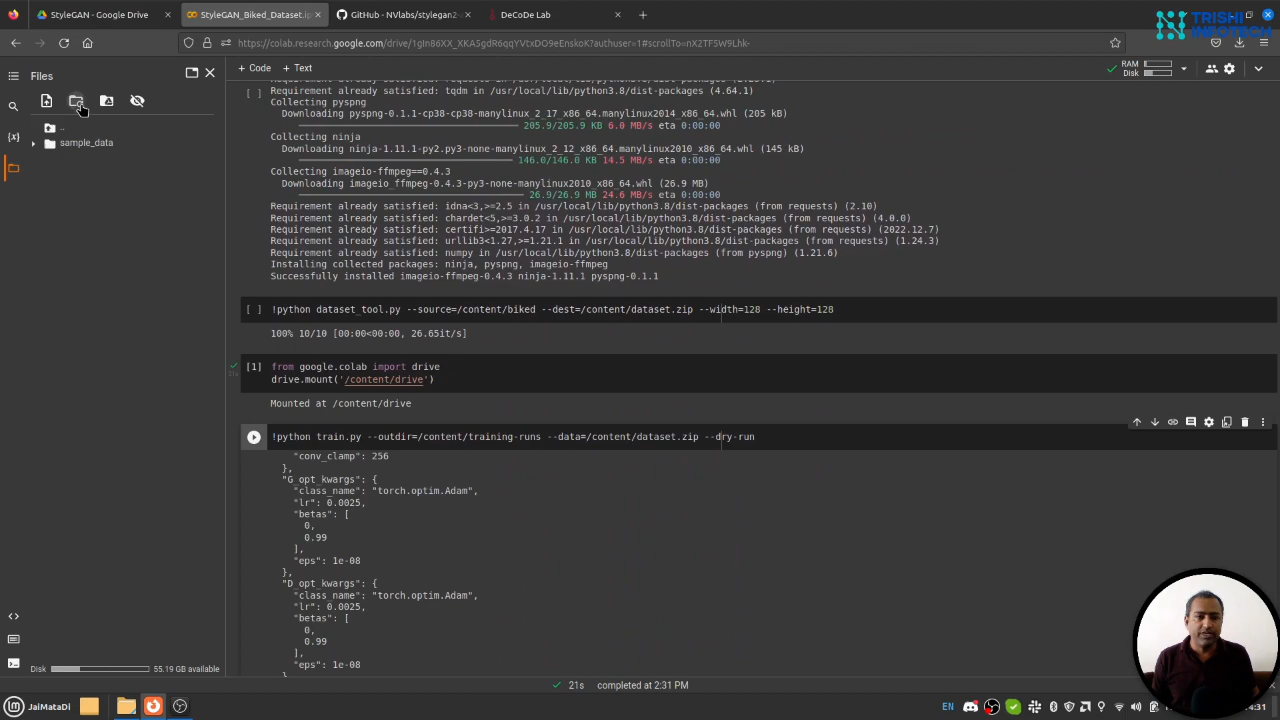 StyleGAN - Google Drive
StyleGAN_Biked_Dataset.ip
GitHub - NVlabs/stylegan2
DeCoDe Lab
TRISHI
INFOTECH
https://colab.research.google.com/drive/1gIn86XX_XKA5gdR6qqYVtxDO9eEnskoK?authuser=1#scrollTo=nX2TF5W9Lhk-
Files
+ Code
+ Text
RAM
Disk
..
sample_data
Requirement already satisfied: tqdm in /usr/local/lib/python3.8/dist-packages (4.64.1)
[ ]
Collecting pyspng
Downloading pyspng-0.1.1-cp38-cp38-manylinux_2_17_x86_64.manylinux2014_x86_64.whl (205 kB)
205.9/205.9 KB 6.0 MB/s eta 0:00:00
Collecting ninja
Downloading ninja-1.11.1-py2.py3-none-manylinux_2_12_x86_64.manylinux2010_x86_64.whl (145 kB)
146.0/146.0 KB 14.5 MB/s eta 0:00:00
Collecting imageio-ffmpeg==0.4.3
Downloading imageio_ffmpeg-0.4.3-py3-none-manylinux2010_x86_64.whl (26.9 MB)
26.9/26.9 MB 24.6 MB/s eta 0:00:00
Requirement already satisfied: idna<3,>=2.5 in /usr/local/lib/python3.8/dist-packages (from requests) (2.10)
Requirement already satisfied: chardet<5,>=3.0.2 in /usr/local/lib/python3.8/dist-packages (from requests) (4.0.0)
Requirement already satisfied: certifi>=2017.4.17 in /usr/local/lib/python3.8/dist-packages (from requests) (2022.12.7)
Requirement already satisfied: urllib3<1.27,>=1.21.1 in /usr/local/lib/python3.8/dist-packages (from requests) (1.24.3)
Requirement already satisfied: numpy in /usr/local/lib/python3.8/dist-packages (from pyspng) (1.21.6)
Installing collected packages: ninja, pyspng, imageio-ffmpeg
Successfully installed imageio-ffmpeg-0.4.3 ninja-1.11.1 pyspng-0.1.1
[ ] !python dataset_tool.py --source=/content/biked --dest=/content/dataset.zip --width=128 --height=128
100% 10/10 [00:00<00:00, 26.65it/s]
[1] from google.colab import drive
21s drive.mount('/content/drive')
Mounted at /content/drive
!python train.py --outdir=/content/training-runs --data=/content/dataset.zip --dry-run
"conv_clamp": 256
},
"G_opt_kwargs": {
"class_name": "torch.optim.Adam",
"lr": 0.0025,
"betas": [
0,
0.99
],
"eps": 1e-08
},
"D_opt_kwargs": {
"class_name": "torch.optim.Adam",
"lr": 0.0025,
"betas": [
0,
0.99
],
"eps": 1e-08
}
Disk
55.19 GB available
21s completed at 2:31 PM
JaiMataDi
EN